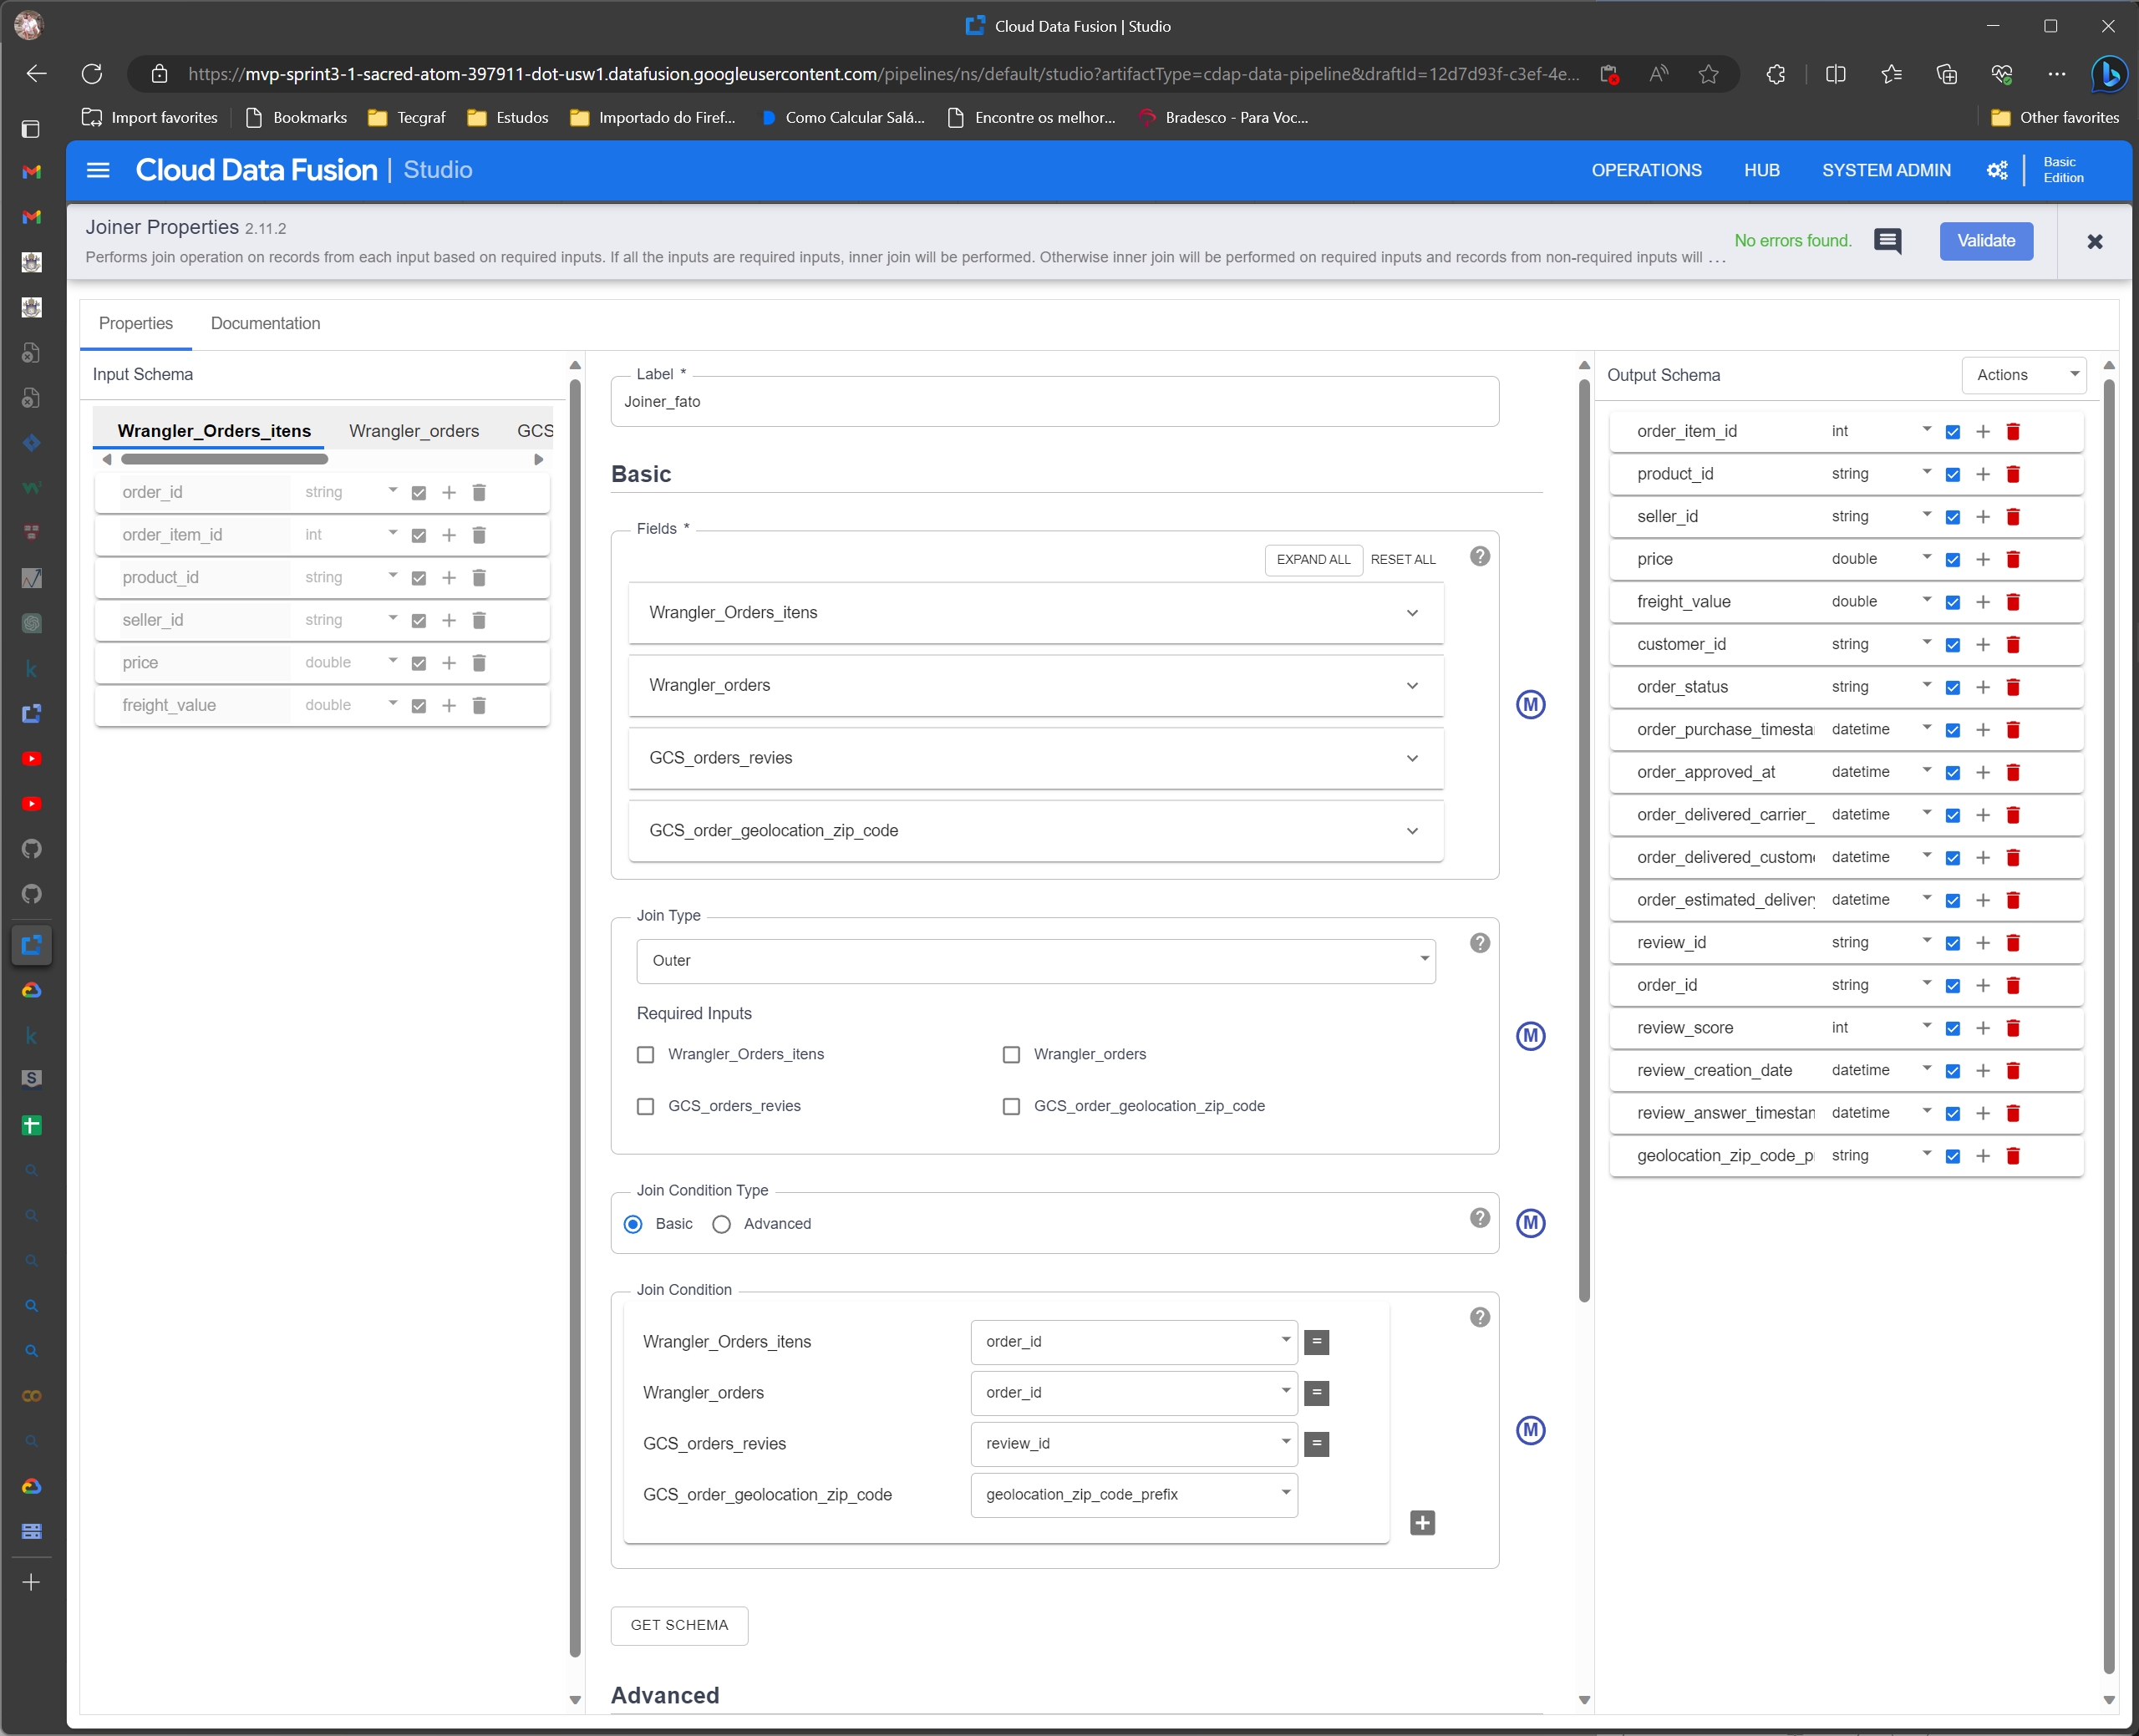 Cloud Data Fusion | Studio
https://mvp-sprint3-1-sacred-atom-397911-dot-usw1.datafusion.googleusercontent.com/pipelines/ns/default/studio?artifactType=cdap-data-pipeline&draftId=12d7d93f-c3ef-4e...
Import favorites
Bookmarks
Tecgraf
Estudos
Importado do Firef...
Como Calcular Salá...
Encontre os melhor...
Bradesco - Para Voc...
Other favorites
Cloud Data Fusion | Studio
OPERATIONS
HUB
SYSTEM ADMIN
Basic
Edition
Joiner Properties 2.11.2
Performs join operation on records from each input based on required inputs. If all the inputs are required inputs, inner join will be performed. Otherwise inner join will be performed on required inputs and records from non-required inputs will ...
No errors found.
Validate
Properties
Documentation
Input Schema
Wrangler_Orders_itens
Wrangler_orders
GCS
order_id string
order_item_id int
product_id string
seller_id string
price double
freight_value double
Label *
Joiner_fato
Basic
Fields *
EXPAND ALL
RESET ALL
Wrangler_Orders_itens
Wrangler_orders
GCS_orders_revies
GCS_order_geolocation_zip_code
M
Join Type
Outer
Required Inputs
Wrangler_Orders_itens
Wrangler_orders
GCS_orders_revies
GCS_order_geolocation_zip_code
M
Join Condition Type
Basic
Advanced
M
Join Condition
Wrangler_Orders_itens order_id =
Wrangler_orders order_id =
GCS_orders_revies review_id =
GCS_order_geolocation_zip_code geolocation_zip_code_prefix
M
GET SCHEMA
Advanced
Output Schema
Actions
order_item_id int
product_id string
seller_id string
price double
freight_value double
customer_id string
order_status string
order_purchase_timesta datetime
order_approved_at datetime
order_delivered_carrier_ datetime
order_delivered_custom datetime
order_estimated_deliver datetime
review_id string
order_id string
review_score int
review_creation_date datetime
review_answer_timestan datetime
geolocation_zip_code_p string